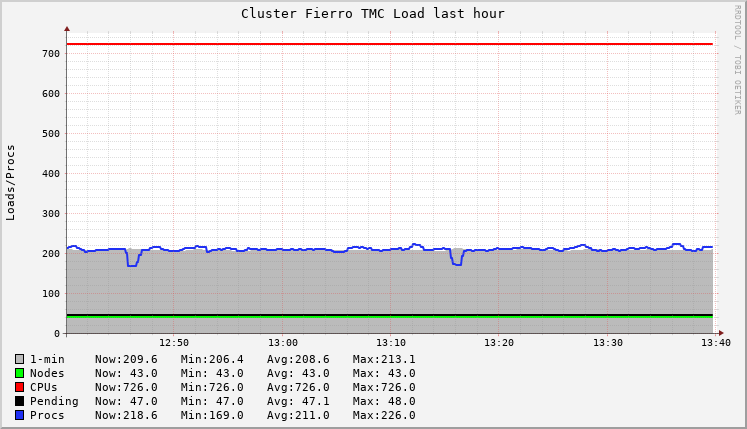 Cluster Fierro TMC Load last hour
RRDTOOL / TOBI OETIKER
Loads/Procs
700
600
500
400
300
200
100
0
12:50 13:00 13:10 13:20 13:30 13:40
1-min Now:209.6 Min:206.4 Avg:208.6 Max:213.1
Nodes Now: 43.0 Min: 43.0 Avg: 43.0 Max: 43.0
CPUs Now:726.0 Min:726.0 Avg:726.0 Max:726.0
Pending Now: 47.0 Min: 47.0 Avg: 47.1 Max: 48.0
Procs Now:218.6 Min:169.0 Avg:211.0 Max:226.0